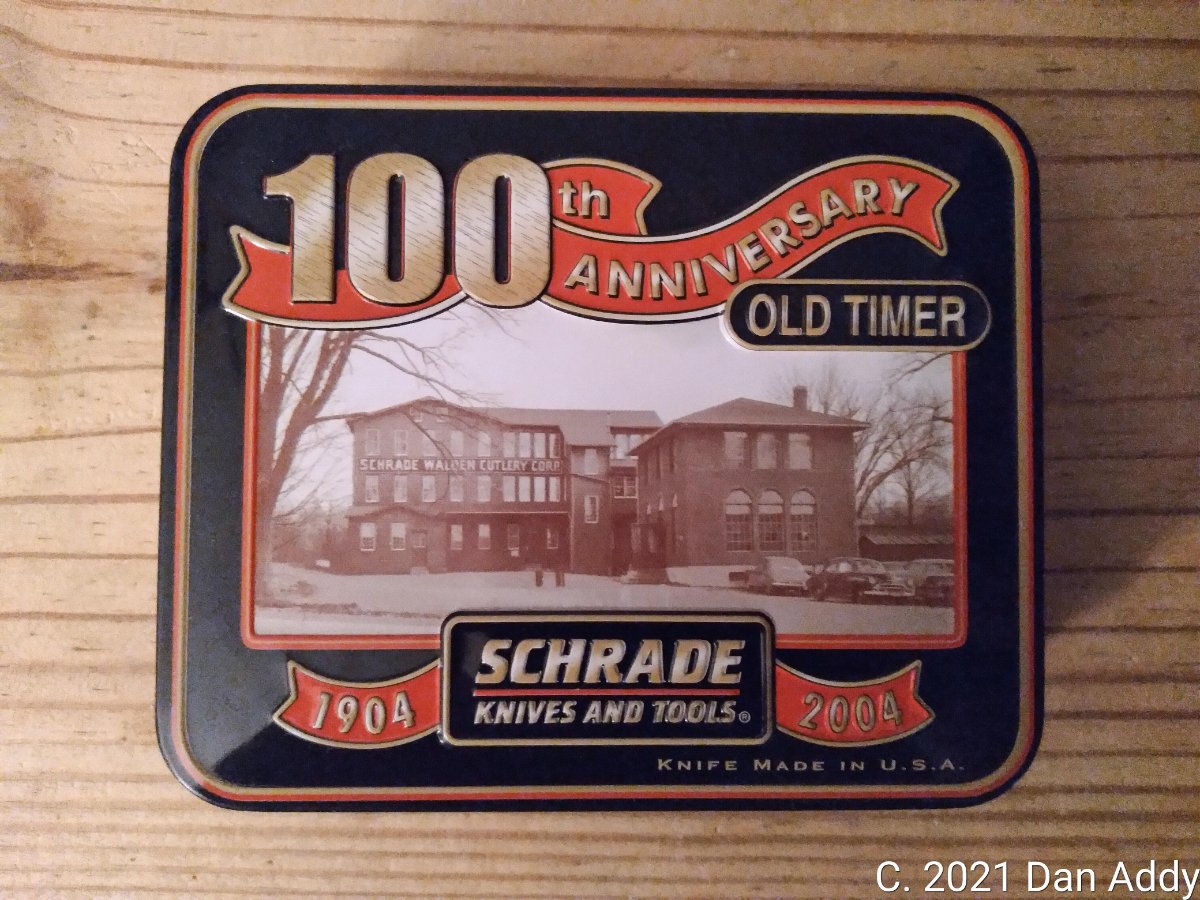 100th
ANNIVERSARY
OLD TIMER
SCHRADE WALDEN CUTLERY CORP.
SCHRADE
KNIVES AND TOOLS®
1904
2004
KNIFE MADE IN U.S.A.
C. 2021 Dan Addy